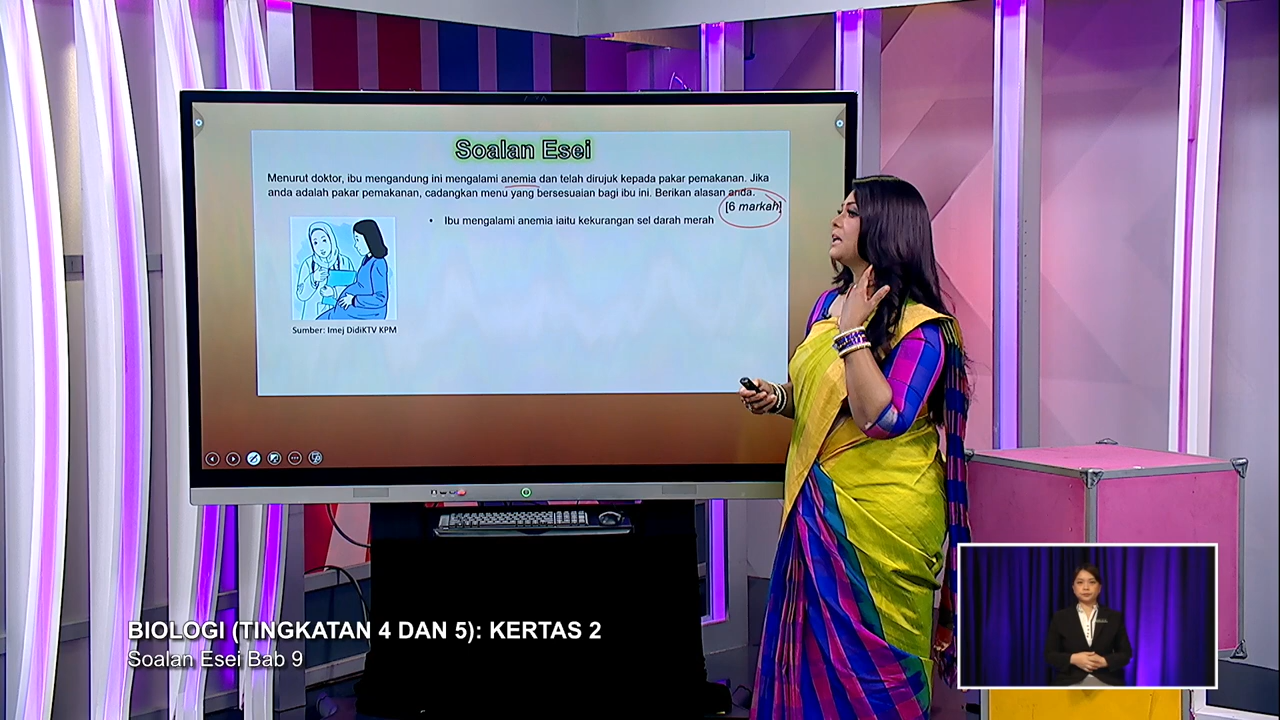 Soalan Esei
Menurut doktor, ibu mengandung ini mengalami anemia dan telah dirujuk kepada pakar pemakanan. Jika
anda adalah pakar pemakanan, cadangkan menu yang bersesuaian bagi ibu ini. Berikan alasan anda.
[6 markah]
• Ibu mengalami anemia iaitu kekurangan sel darah merah
Sumber: Imej DidiKTV KPM
BIOLOGI (TINGKATAN 4 DAN 5): KERTAS 2
Soalan Esei Bab 9